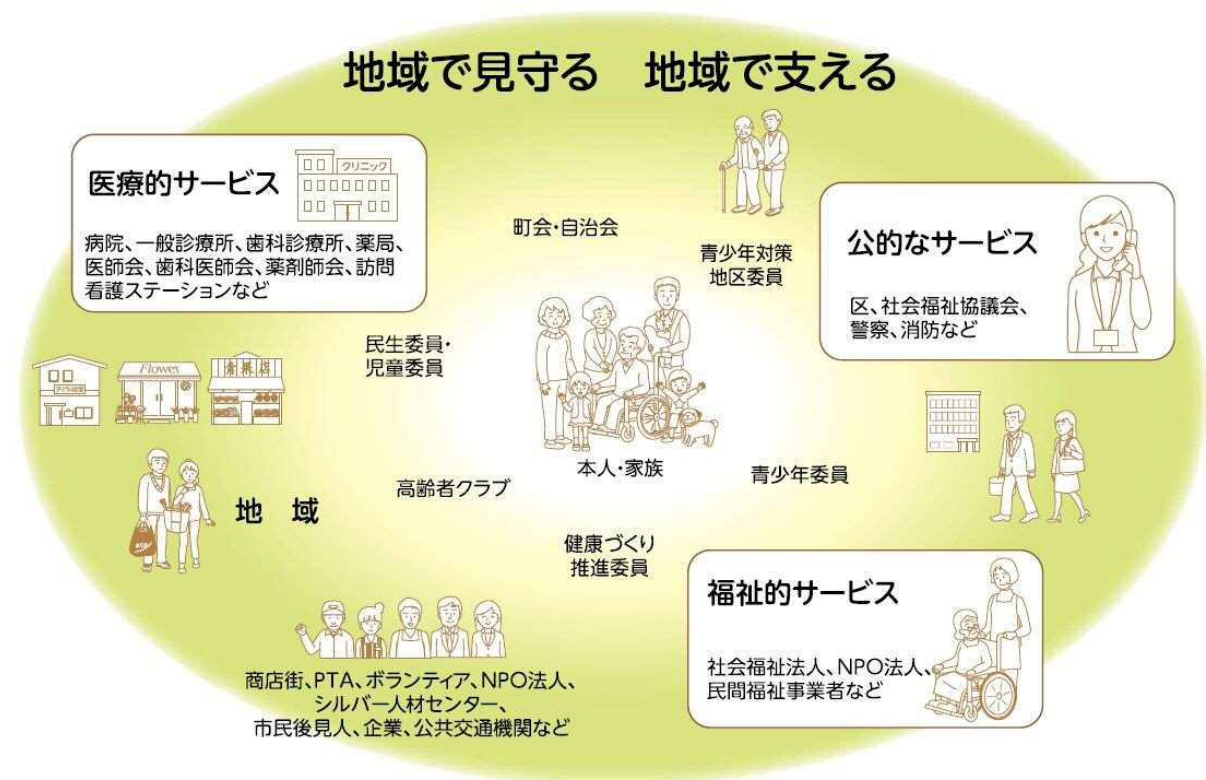 地域で見守る　地域で支える
医療的サービス
クリニック
病院、一般診療所、歯科診療所、薬局、
医師会、歯科医師会、薬剤師会、訪問
看護ステーションなど
町会・自治会
青少年対策
地区委員
公的なサービス
区、社会福祉協議会、
警察、消防など
民生委員・
児童委員
Flower
本人・家族
高齢者クラブ
青少年委員
地　域
健康づくり
推進委員
福祉的サービス
社会福祉法人、NPO法人、
民間福祉事業者など
商店街、PTA、ボランティア、NPO法人、
シルバー人材センター、
市民後見人、企業、公共交通機関など